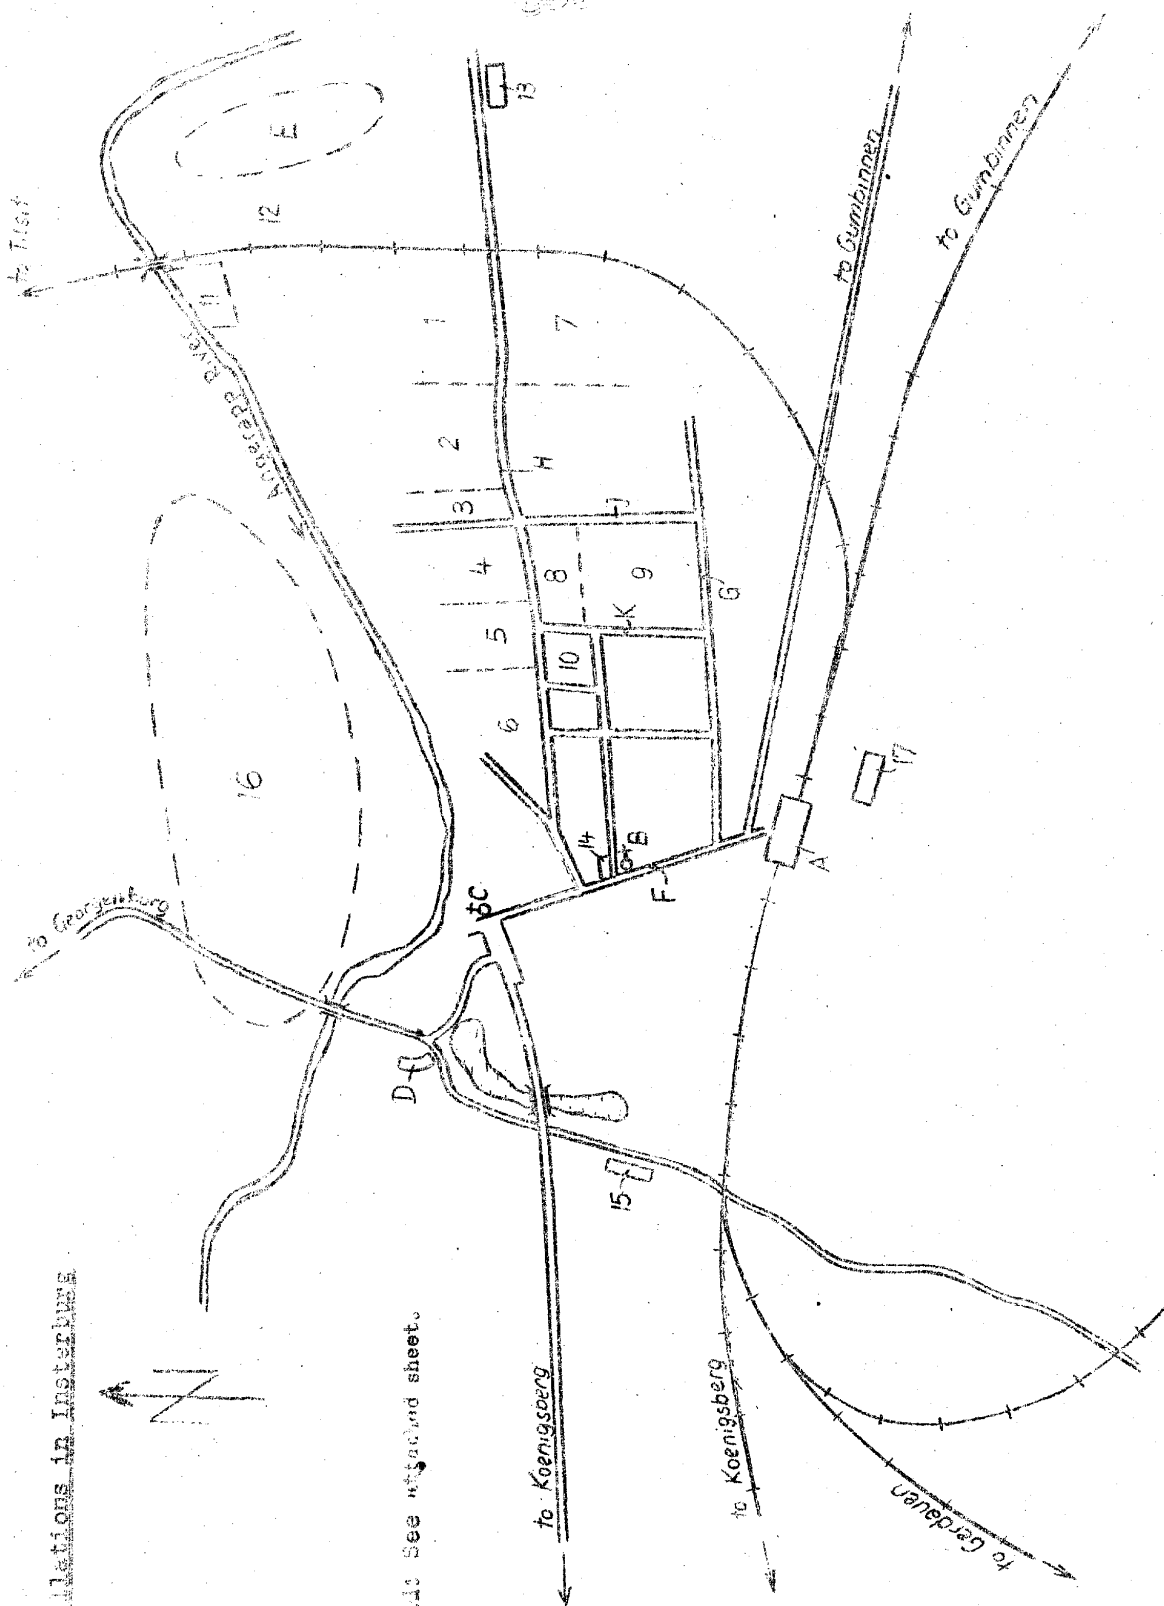 llations in Insterburg
See attached sheet.
N
to Tilsit
to Georgenburg
Angerapp River
to Gumbinnen
to Gumbinnen
to Koenigsberg
to Koenigsberg
to Gerdauen
E
12
11
13
1
7
2
H
3
J
4
8
9
G
5
K
10
6
16
14
B
F
A
17
to C
D
15